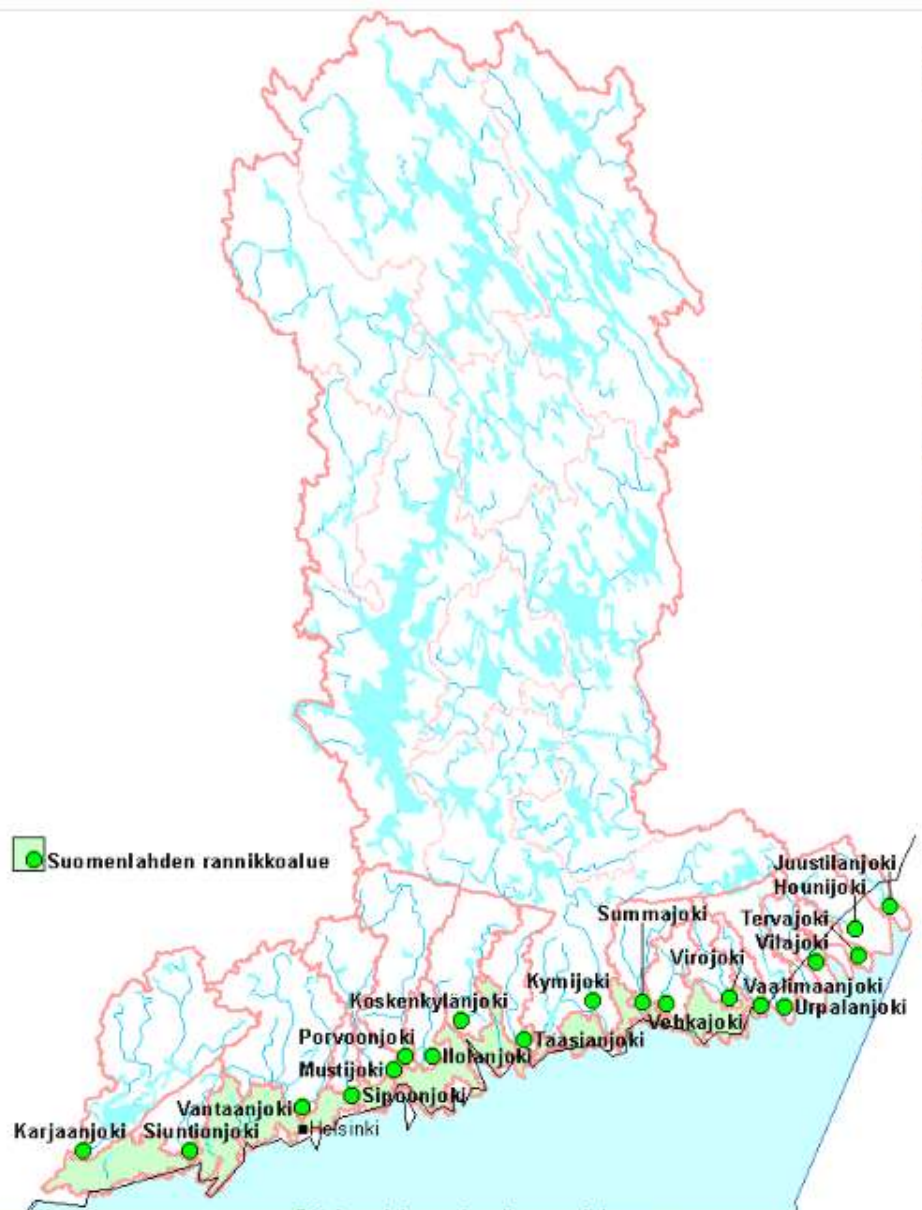 Suomenlahden rannikkoalue
Juustilanjoki
Hounijoki
Summajoki
Tervajoki
Vilajoki
Virojoki
Kymijoki
Vaalimaanjoki
Koskenkylänjoki
Vehkajoki
Urpalanjoki
Porvoonjoki
Taasianjoki
Ilolanjoki
Mustijoki
Sipoonjoki
Vantaanjoki
Helsinki
Karjaanjoki
Siuntionjoki